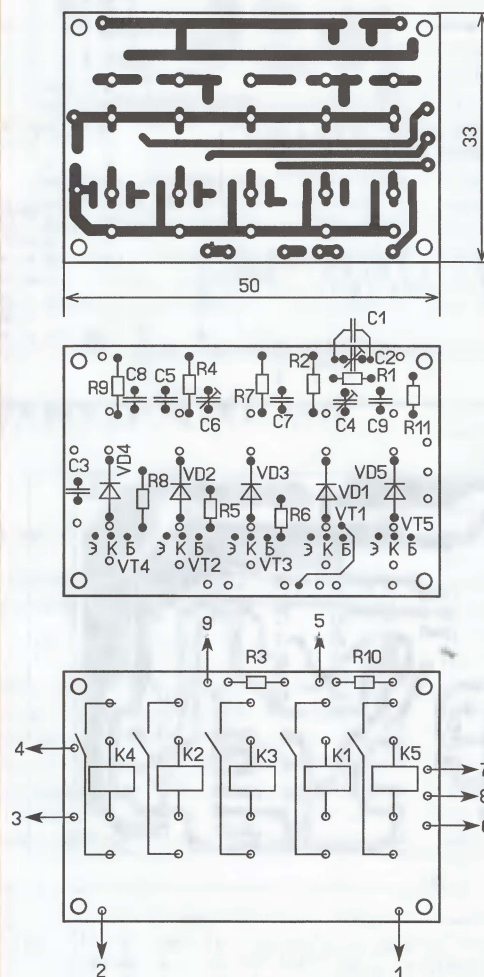 33
50
C1
R9 C8 C5 R4 C6 R7 C7 R2 C2 R1 C4 C9 R11
C3 VD4 R8 VD2 R5 VD3 R6 VD1 VT1 VD5 VT5
Э К Б Э К Б Э К Б Э К Б Э К Б
VT4 VT2 VT3
9 5
R3 R10
4 K4 K2 K3 K1 K5 7
8
3 6
2 1